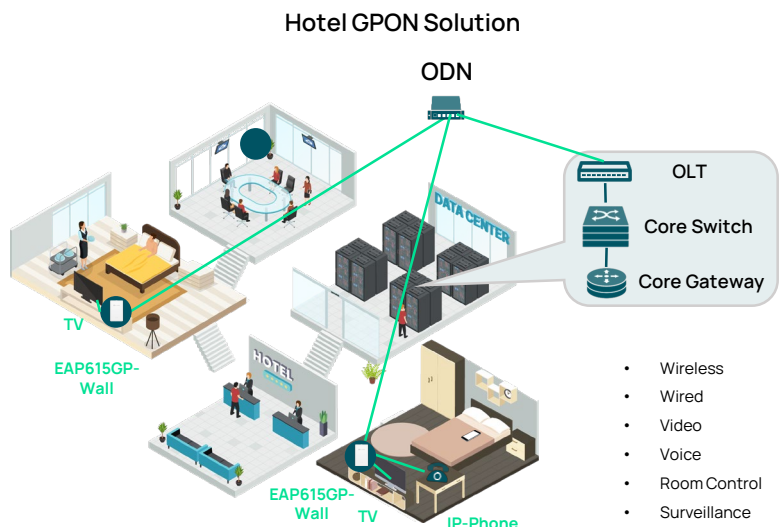 Hotel GPON Solution
ODN
OLT
Core Switch
Core Gateway
DATA CENTER
TV
EAP615GP-
Wall
HOTEL
EAP615GP-
Wall
TV
IP-Phone
• Wireless
• Wired
• Video
• Voice
• Room Control
• Surveillance